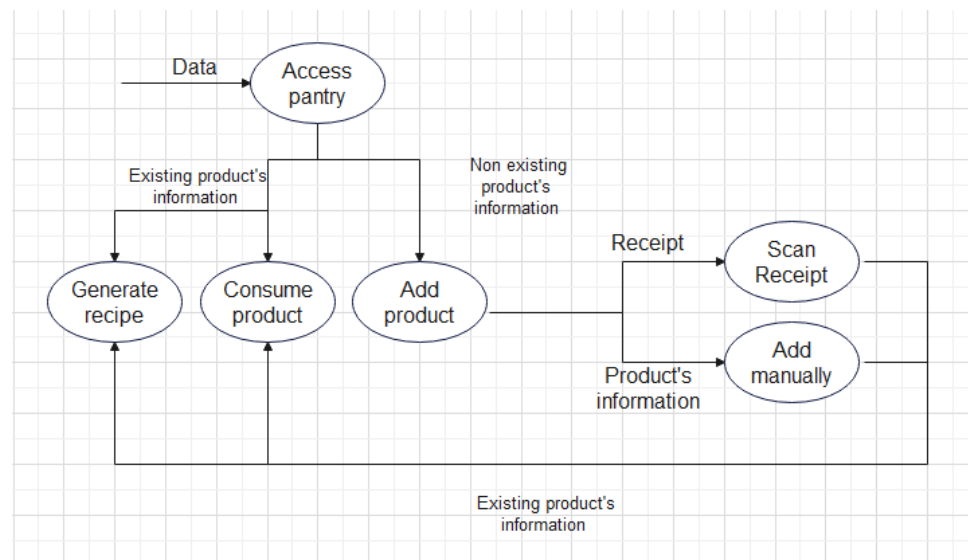 Data
Access
pantry
Existing product's
information
Non existing
product's
information
Receipt
Scan
Receipt
Generate
recipe
Consume
product
Add
product
Add
manually
Product's
information
Existing product's
information